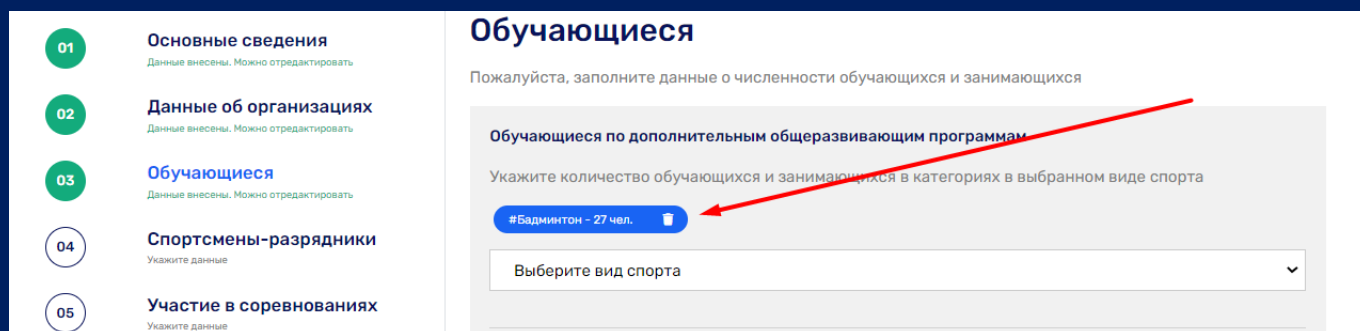 01
Основные сведения
Данные внесены. Можно отредактировать
02
Данные об организациях
Данные внесены. Можно отредактировать
03
Обучающиеся
Данные внесены. Можно отредактировать
04
Спортсмены-разрядники
Укажите данные
05
Участие в соревнованиях
Укажите данные
Обучающиеся
Пожалуйста, заполните данные о численности обучающихся и занимающихся
Обучающиеся по дополнительным общеразвивающим программам
Укажите количество обучающихся и занимающихся в категориях в выбранном виде спорта
#Бадминтон - 27 чел.
Выберите вид спорта